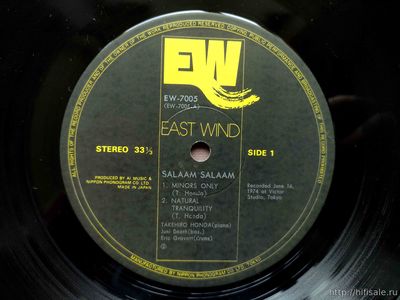 EW
EW-7005
(EW-7005-A)
EAST WIND
STEREO 33⅓
SIDE 1
SALAAM SALAAM
1. MINORS ONLY
(T. Honda)
2. NATURAL
TRANQUILITY
(T. Honda)
Recorded June 16,
1974 at Victor
Studio, Tokyo
PRODUCED BY AI MUSIC &
NIPPON PHONOGRAM CO LTD.
MADE IN JAPAN
TAKEHIRO HONDA(piano)
Juni Booth(bas.)
Eric Gravatt(drums)
Ⓟ
http://hifisale.ru